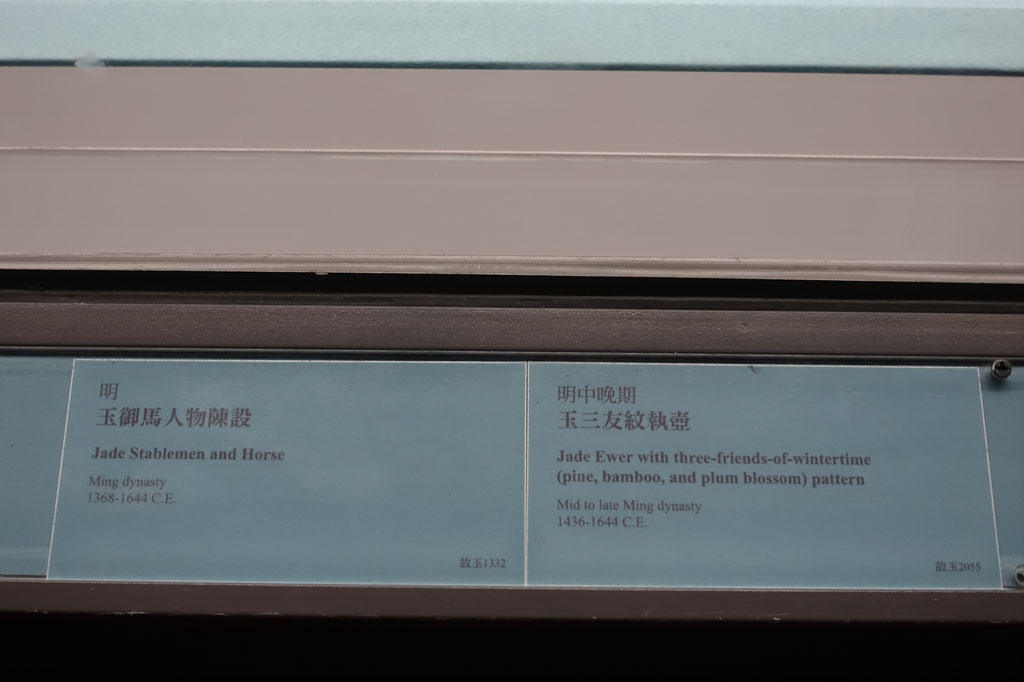 明
玉御馬人物陳設
Jade Stablemen and Horse
Ming dynasty
1368-1644 C.E.
故玉1332
明中晚期
玉三友紋執壺
Jade Ewer with three-friends-of-wintertime
(pine, bamboo, and plum blossom) pattern
Mid to late Ming dynasty
1436-1644 C.E.
故玉2055